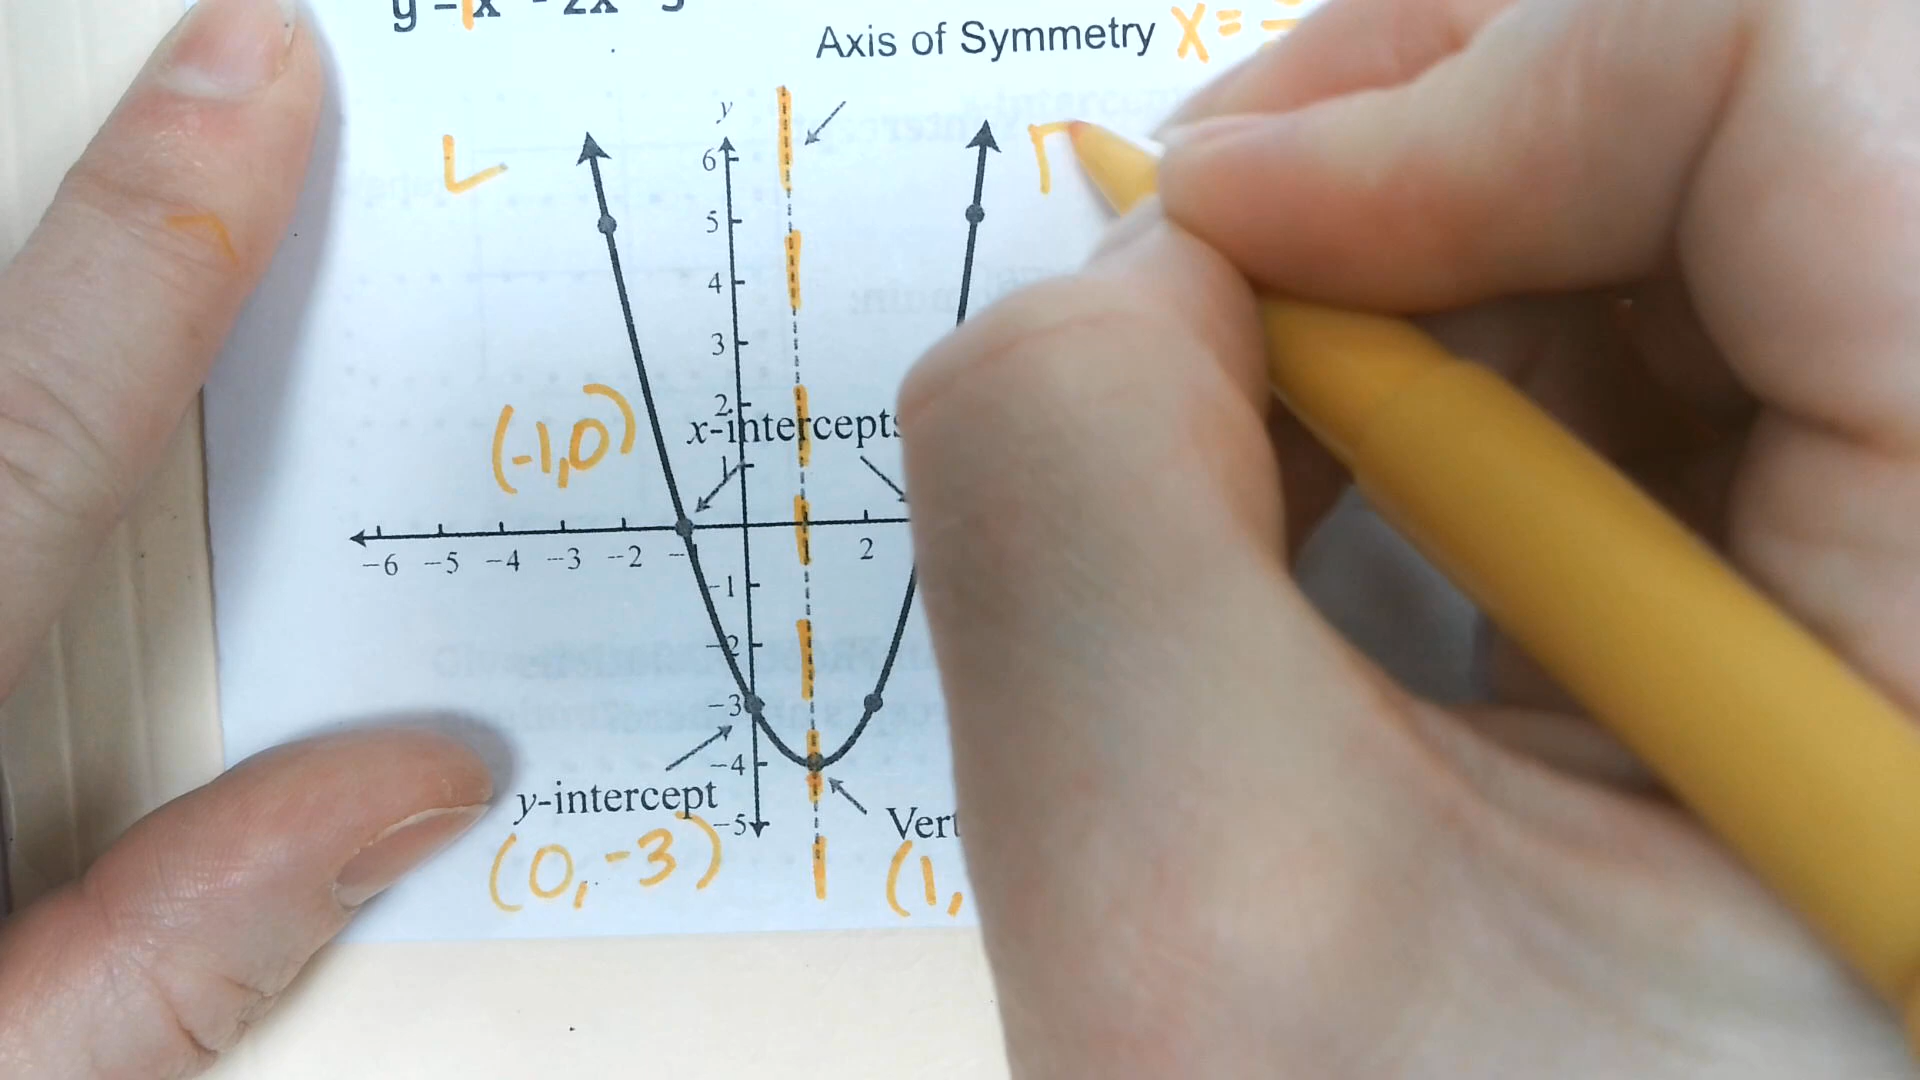 Axis of Symmetry X=
y
L
6
5
4
3
2
(-1,0)
x-intercepts
1
-6 -5 -4 -3 -2 2
-1
-2
-3
-4
y-intercept
-5
(0,-3)
(1,